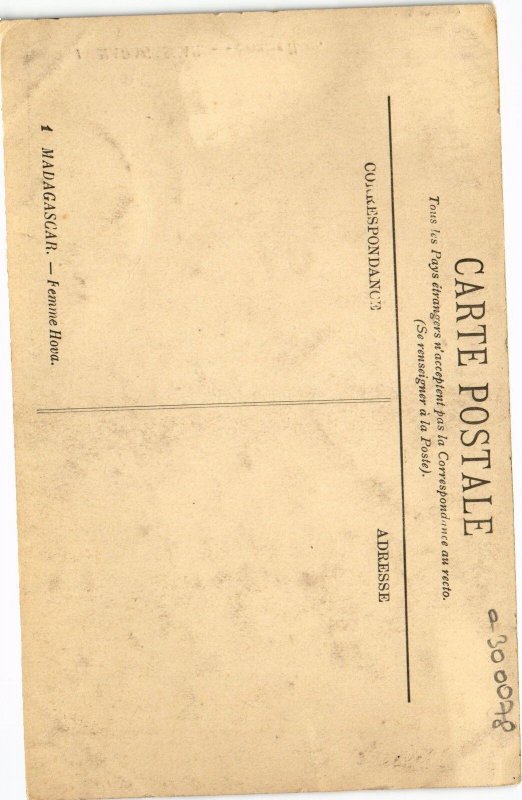 CARTE POSTALE
Tous les Pays étrangers n'acceptent pas la Correspondance au recto.
(Se renseigner à la Poste).
CORRESPONDANCE
ADRESSE
1 MADAGASCAR. — Femme Hova.
a 300078